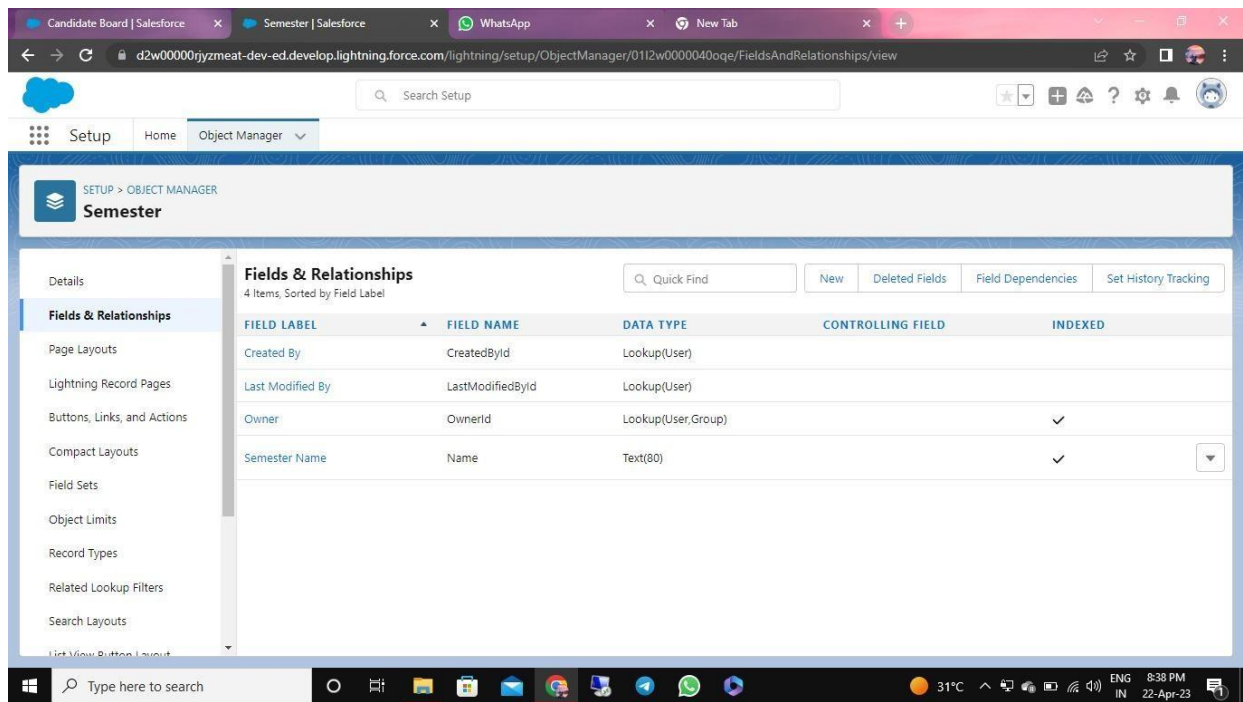 Candidate Board | Salesforce
Semester | Salesforce
WhatsApp
New Tab
d2w00000rjyzmeat-dev-ed.develop.lightning.force.com/lightning/setup/ObjectManager/01I2w0000040oqe/FieldsAndRelationships/view
Search Setup
Setup Home Object Manager
SETUP > OBJECT MANAGER
Semester
Details
Fields & Relationships
Page Layouts
Lightning Record Pages
Buttons, Links, and Actions
Compact Layouts
Field Sets
Object Limits
Record Types
Related Lookup Filters
Search Layouts
List View Button Layout
Fields & Relationships
4 Items, Sorted by Field Label
Quick Find
New Deleted Fields Field Dependencies Set History Tracking
FIELD LABEL FIELD NAME DATA TYPE CONTROLLING FIELD INDEXED
Created By CreatedById Lookup(User)
Last Modified By LastModifiedById Lookup(User)
Owner OwnerId Lookup(User,Group)
Semester Name Name Text(80)
Type here to search
31°C
ENG
IN
8:38 PM
22-Apr-23
1